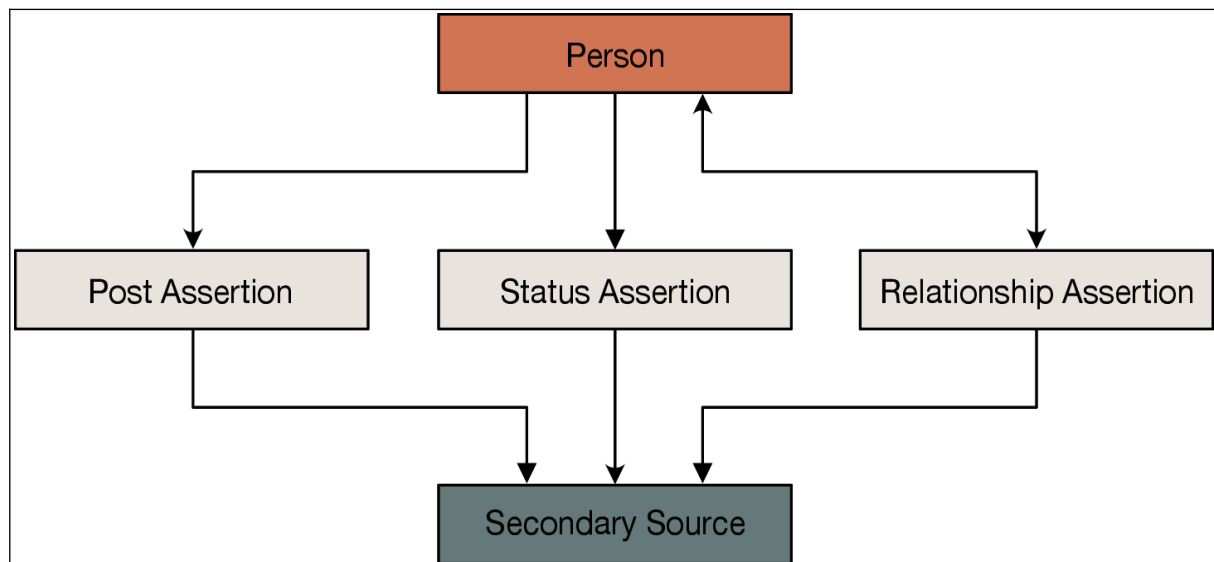 Person
Post Assertion
Status Assertion
Relationship Assertion
Secondary Source